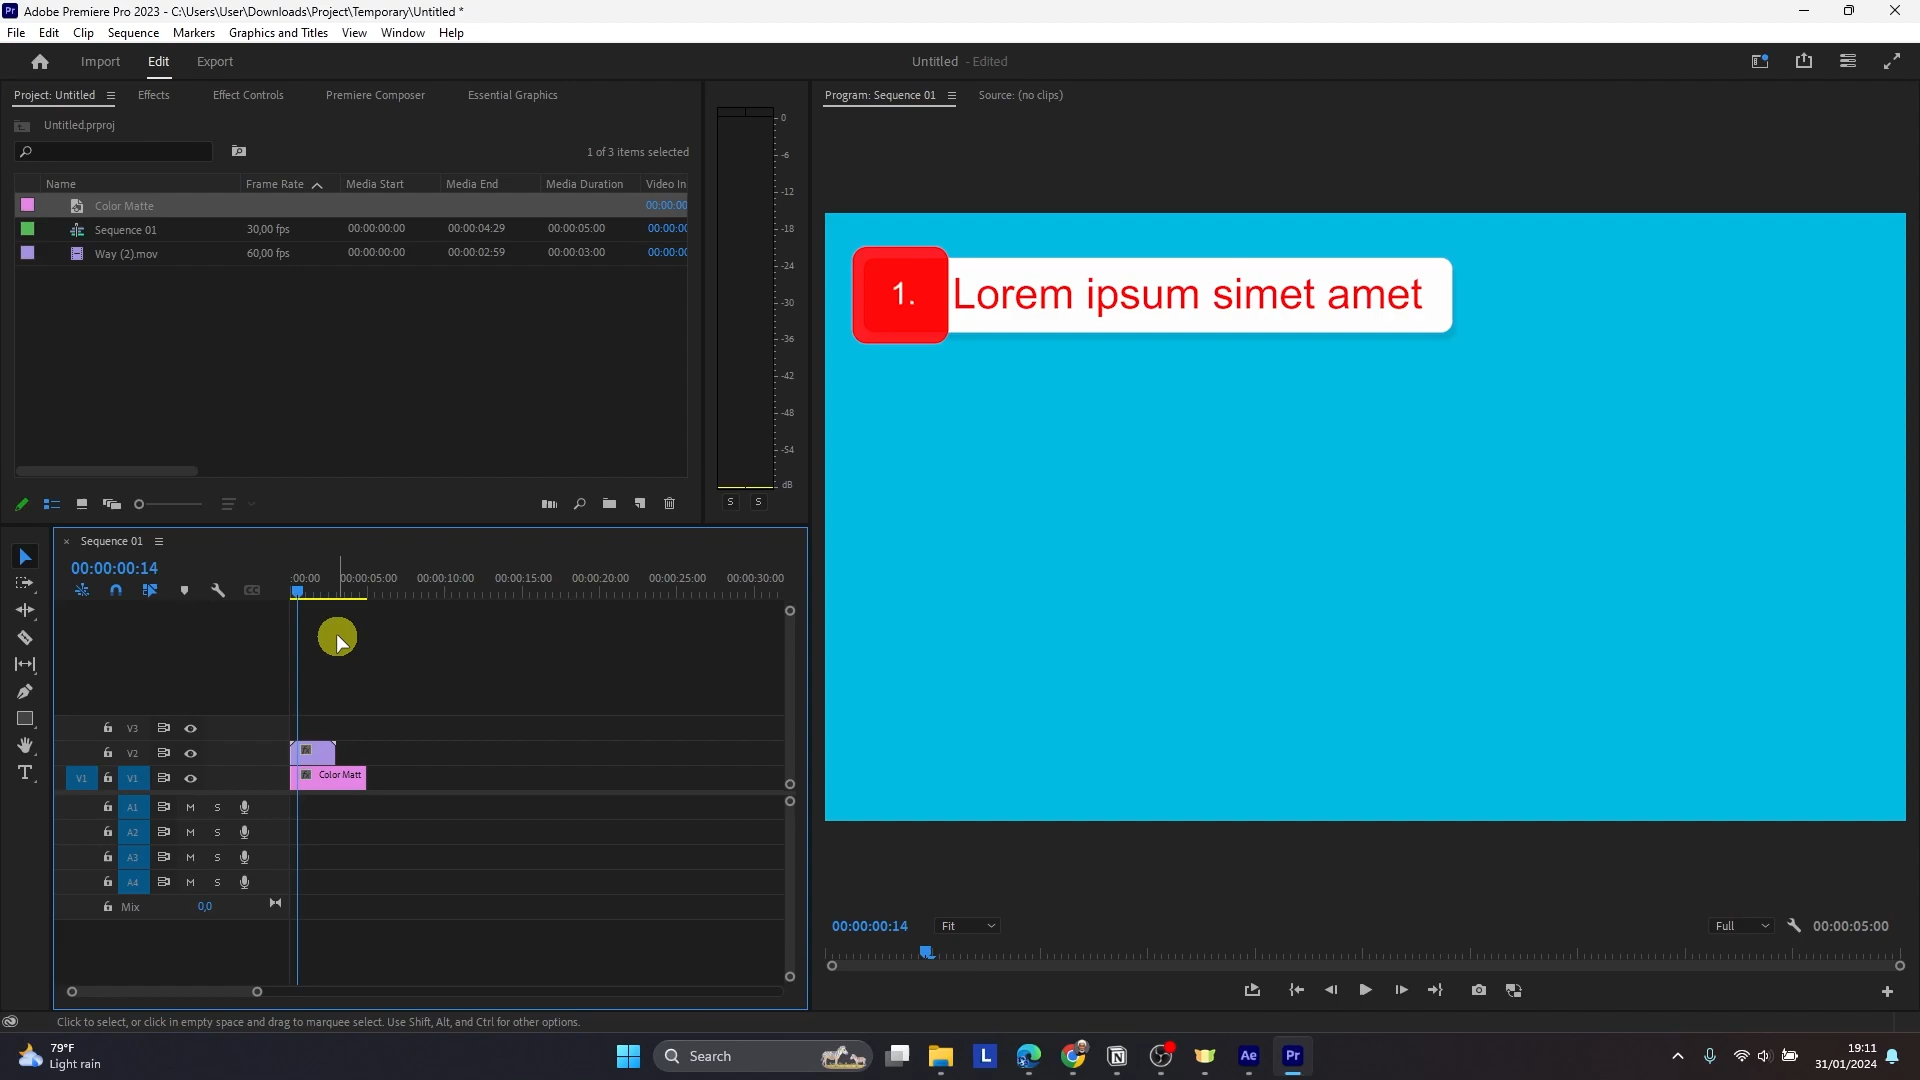 Adobe Premiere Pro 2023 - C:\Users\User\Downloads\Project\Temporary\Untitled *
File Edit Clip Sequence Markers Graphics and Titles View Window Help
Import Edit Export
Untitled - Edited
Project: Untitled Effects Effect Controls Premiere Composer Essential Graphics
Program: Sequence 01 Source: (no clips)
Untitled.prproj
1 of 3 items selected
Name Frame Rate Media Start Media End Media Duration Video In
Color Matte 00:00:00
Sequence 01 30,00 fps 00:00:00:00 00:00:04:29 00:00:05:00 00:00:00
Way (2).mov 60,00 fps 00:00:00:00 00:00:02:59 00:00:03:00 00:00:00
0
-6
-12
-18
-24
-30
-36
-42
-48
-54
dB
S S
1. Lorem ipsum simet amet
× Sequence 01
00:00:00:14
:00:00 00:00:05:00 00:00:10:00 00:00:15:00 00:00:20:00 00:00:25:00 00:00:30:00
V3
V2
V1 V1 Color Matt
A1 M S
A2 M S
A3 M S
A4 M S
Mix 0,0
00:00:00:14 Fit Full 00:00:05:00
Click to select, or click in empty space and drag to marquee select. Use Shift, Alt, and Ctrl for other options.
79°F
Light rain
Search
L
Ae
Pr
19:11
31/01/2024